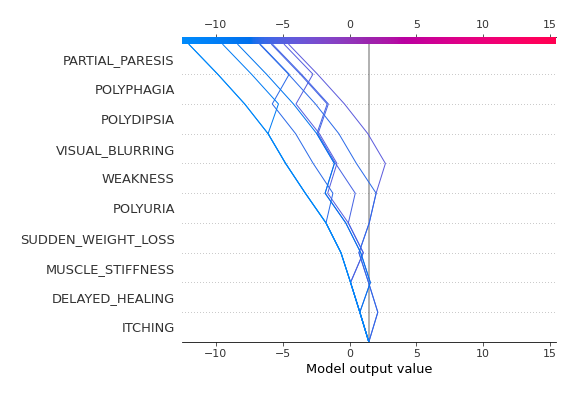 −10 −5 0 5 10 15
PARTIAL_PARESIS
POLYPHAGIA
POLYDIPSIA
VISUAL_BLURRING
WEAKNESS
POLYURIA
SUDDEN_WEIGHT_LOSS
MUSCLE_STIFFNESS
DELAYED_HEALING
ITCHING
−10 −5 0 5 10 15
Model output value